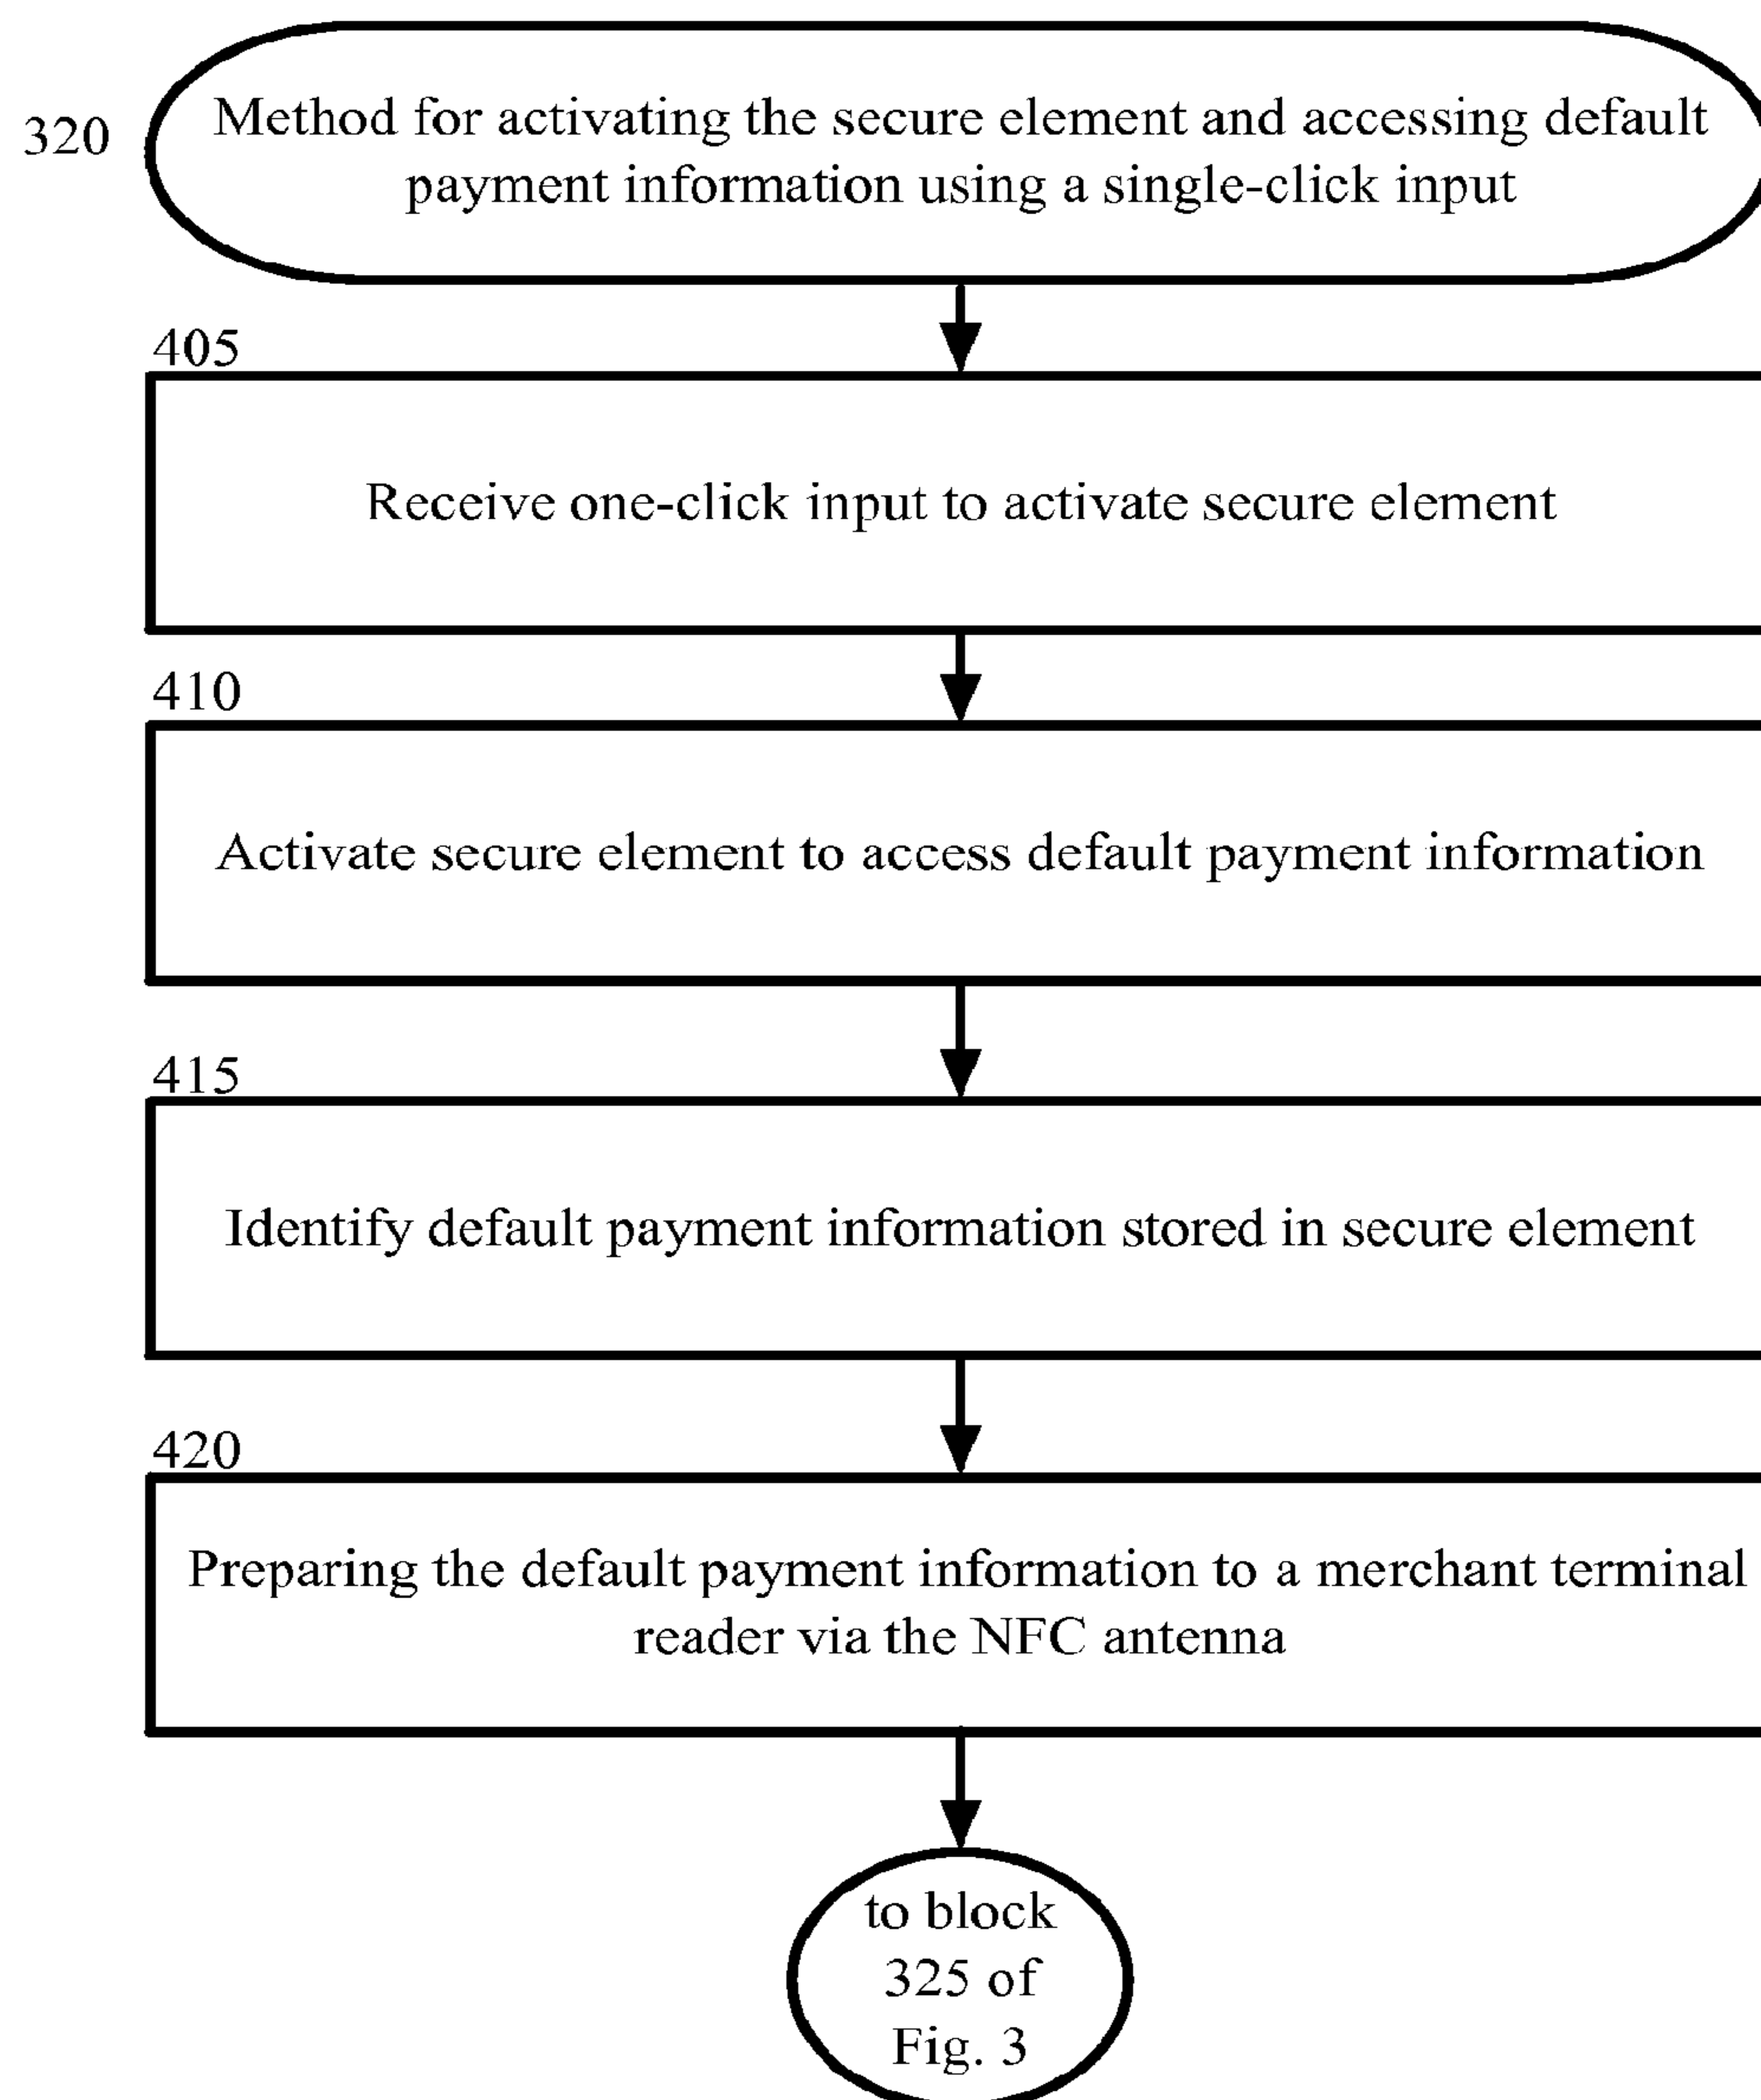 320
Method for activating the secure element and accessing default
payment information using a single-click input
405
Receive one-click input to activate secure element
410
Activate secure element to access default payment information
415
Identify default payment information stored in secure element
420
Preparing the default payment information to a merchant terminal
reader via the NFC antenna
to block
325 of
Fig. 3